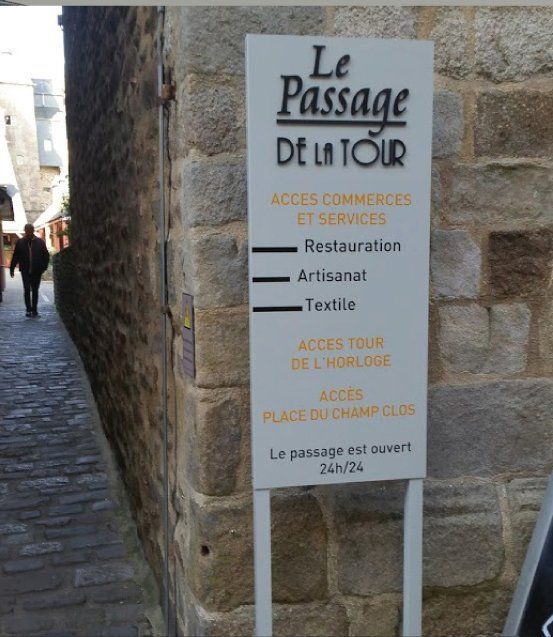 Le
Passage
DE LA TOUR
ACCES COMMERCES
ET SERVICES
Restauration
Artisanat
Textile
ACCES TOUR
DE L'HORLOGE
ACCÈS
PLACE DU CHAMP CLOS
Le passage est ouvert
24h/24